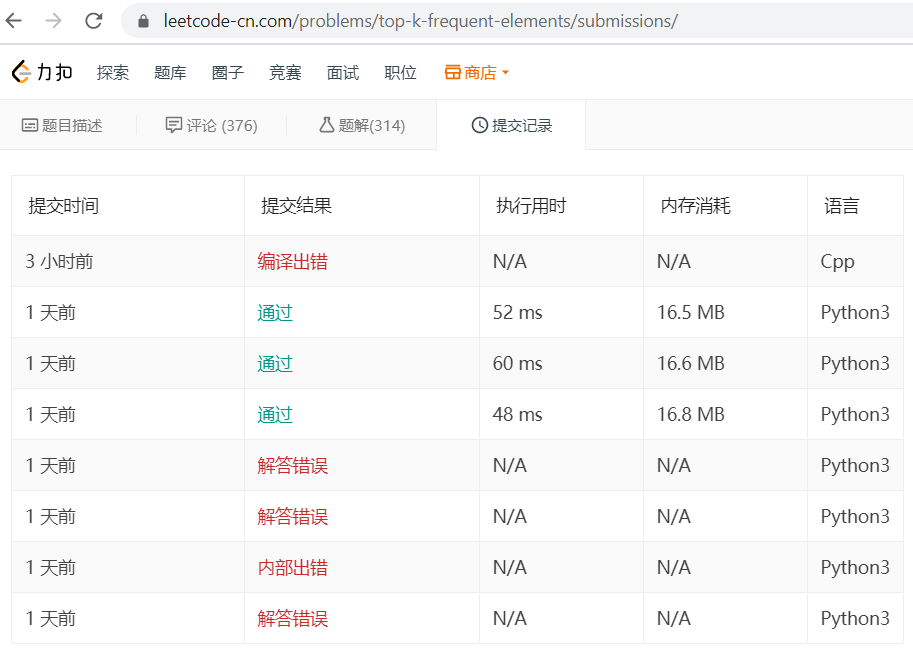 leetcode-cn.com/problems/top-k-frequent-elements/submissions/
力扣 探索 题库 圈子 竞赛 面试 职位 商店
题目描述 评论 (376) 题解(314) 提交记录
提交时间 提交结果 执行用时 内存消耗 语言
3 小时前 编译出错 N/A N/A Cpp
1 天前 通过 52 ms 16.5 MB Python3
1 天前 通过 60 ms 16.6 MB Python3
1 天前 通过 48 ms 16.8 MB Python3
1 天前 解答错误 N/A N/A Python3
1 天前 解答错误 N/A N/A Python3
1 天前 内部出错 N/A N/A Python3
1 天前 解答错误 N/A N/A Python3